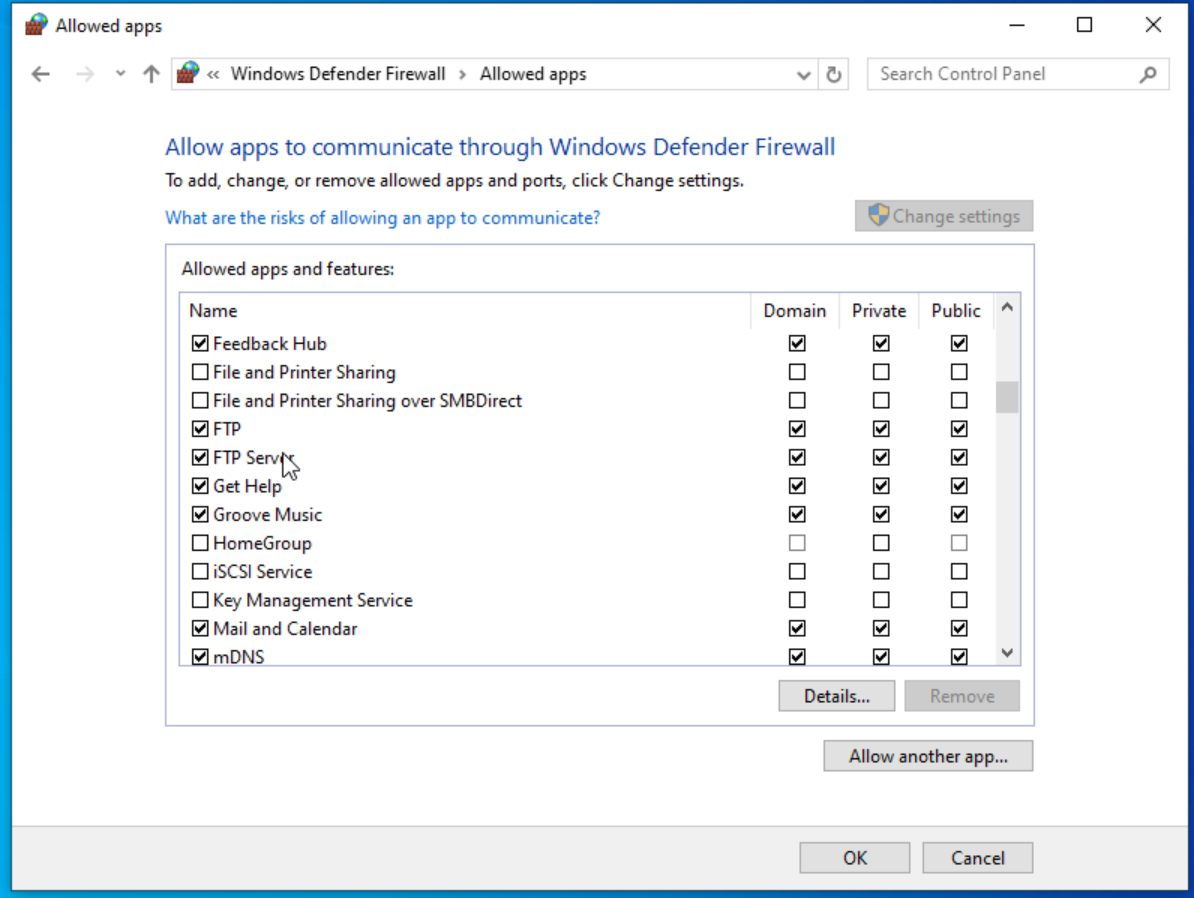 Allowed apps
« Windows Defender Firewall › Allowed apps
Search Control Panel
Allow apps to communicate through Windows Defender Firewall
To add, change, or remove allowed apps and ports, click Change settings.
What are the risks of allowing an app to communicate?
Change settings
Allowed apps and features:
Name Domain Private Public
Feedback Hub
File and Printer Sharing
File and Printer Sharing over SMBDirect
FTP
FTP Server
Get Help
Groove Music
HomeGroup
iSCSI Service
Key Management Service
Mail and Calendar
mDNS
Details... Remove
Allow another app...
OK Cancel